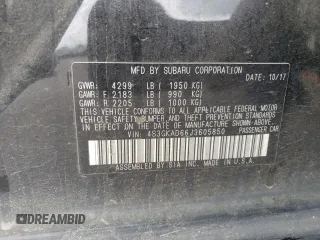 MFD BY SUBARU CORPORATION 10/17
GVWR: 4299 LB ( 1950 KG)
GAWR: F. 2183 LB ( 990 KG)
GAWR: R. 2205 LB ( 1000 KG)
THIS VEHICLE CONFORMS TO ALL APPLICABLE FEDERAL MOTOR
VEHICLE SAFETY, BUMPER, AND THEFT PREVENTION STANDARDS
IN EFFECT ON THE DATE OF MANUFACTURE SHOWN ABOVE.
VIN: 4S3GKAD66J3605850 PASSENGER CAR
ASSEMBLED BY SIA INC. MADE IN U.S.A.
© DreamBid
dreambid.com